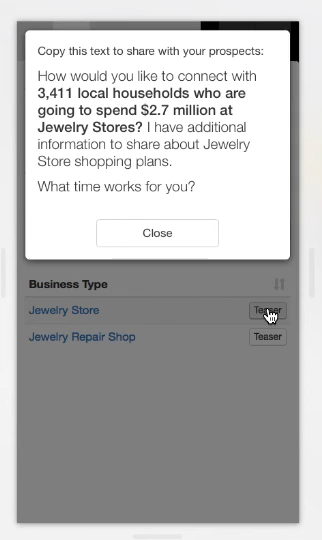 Copy this text to share with your prospects:
How would you like to connect with
3,411 local households who are
going to spend $2.7 million at
Jewelry Stores? I have additional
information to share about Jewelry
Store shopping plans.
What time works for you?
Close
Business Type
Jewelry Store
Teaser
Jewelry Repair Shop
Teaser